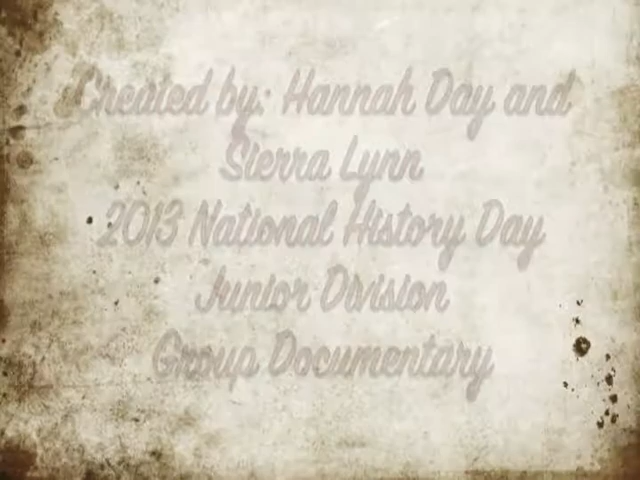 Created by: Hannah Day and
Sierra Lynn
2013 National History Day
Junior Division
Group Documentary